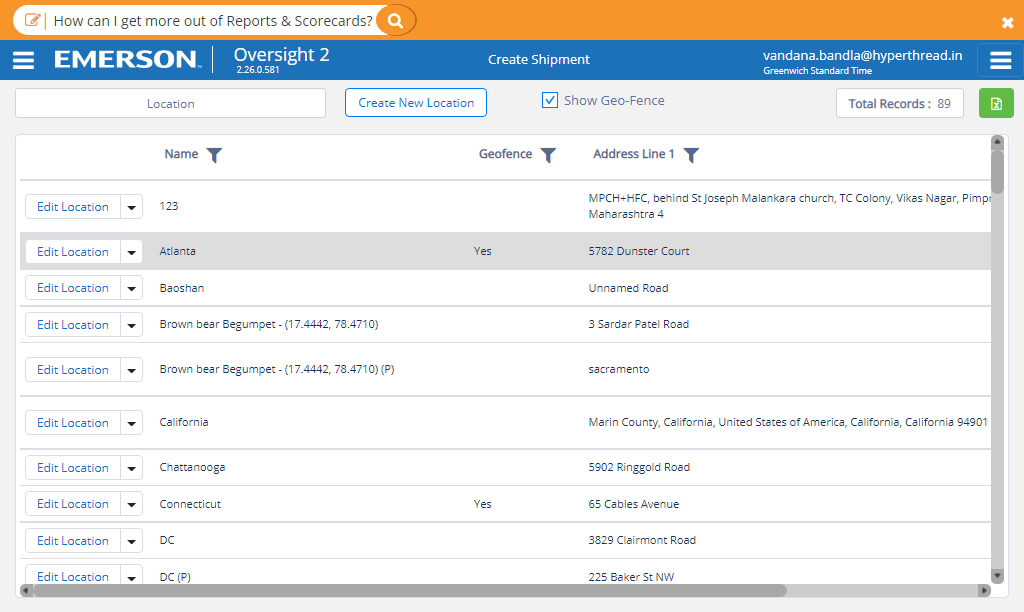 How can I get more out of Reports & Scorecards?
EMERSON
Oversight 2
2.26.0.581
Create Shipment
vandana.bandla@hyperthread.in
Greenwich Standard Time
Location
Create New Location
Show Geo-Fence
Total Records : 89
Name
Geofence
Address Line 1
Edit Location 123 MPCH+HFC, behind St Joseph Malankara church, TC Colony, Vikas Nagar, Pimpr
Maharashtra 4
Edit Location Atlanta Yes 5782 Dunster Court
Edit Location Baoshan Unnamed Road
Edit Location Brown bear Begumpet - (17.4442, 78.4710) 3 Sardar Patel Road
Edit Location Brown bear Begumpet - (17.4442, 78.4710) (P) sacramento
Edit Location California Marin County, California, United States of America, California, California 94901
Edit Location Chattanooga 5902 Ringgold Road
Edit Location Connecticut Yes 65 Cables Avenue
Edit Location DC 3829 Clairmont Road
Edit Location DC (P) 225 Baker St NW